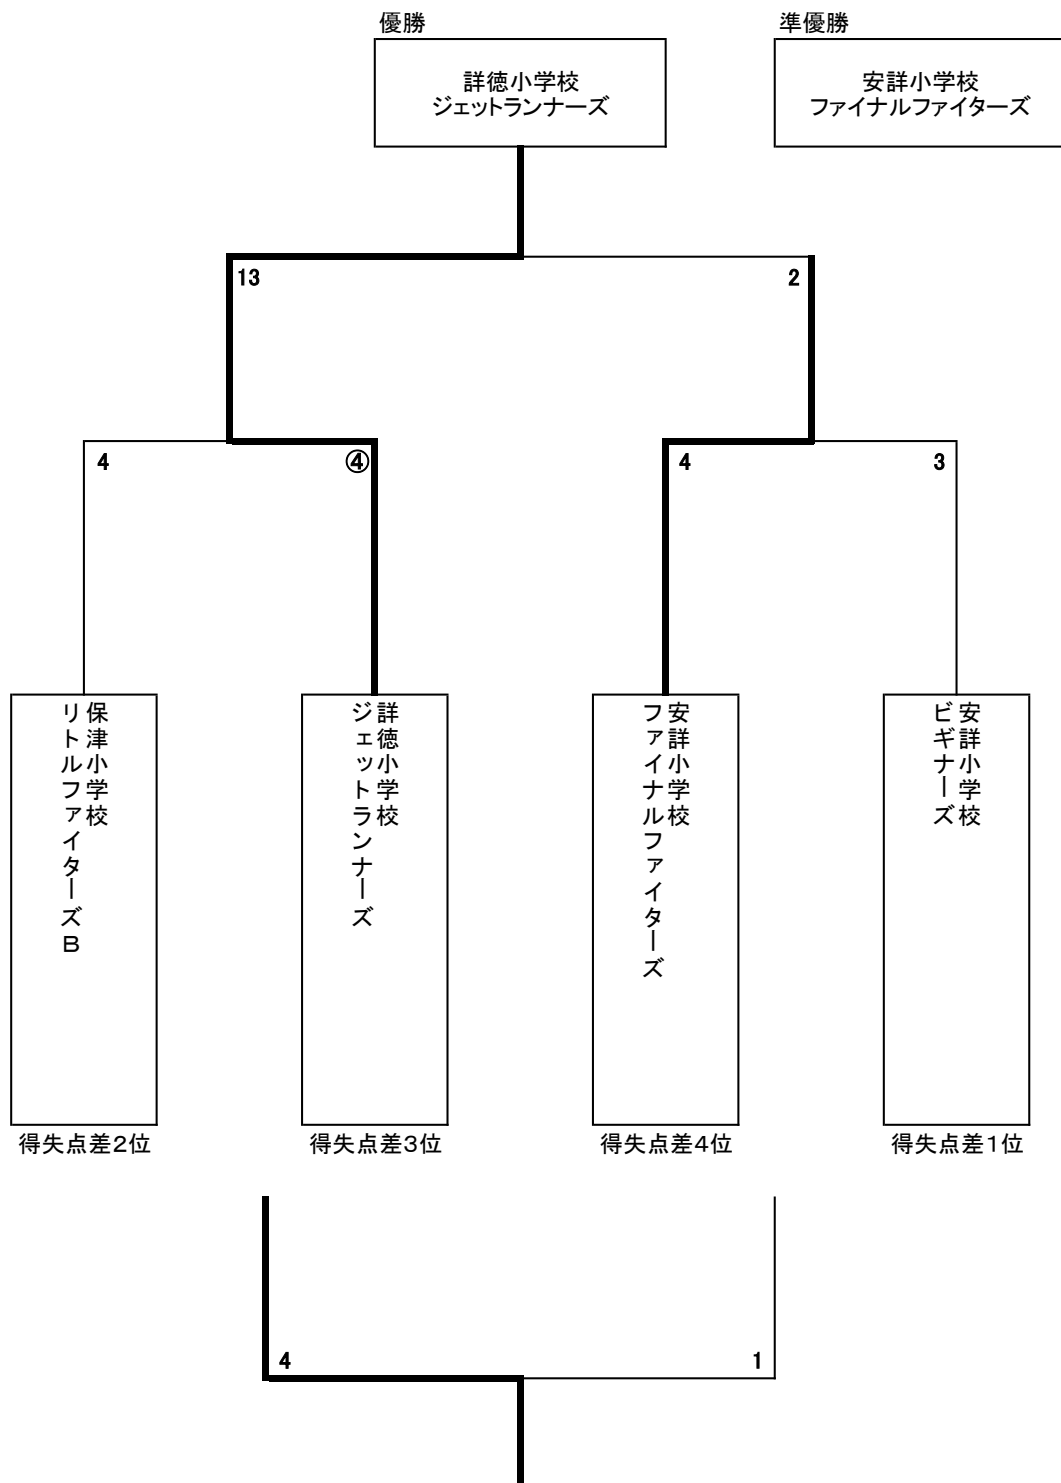 優勝
準優勝
詳徳小学校
ジェットランナーズ
安詳小学校
ファイナルファイターズ
13
2
4
④
4
3
保津小学校
リトルファイターズB
詳徳小学校
ジェットランナーズ
安詳小学校
ファイナルファイターズ
安詳小学校
ビギナーズ
得失点差2位
得失点差3位
得失点差4位
得失点差1位
4
1